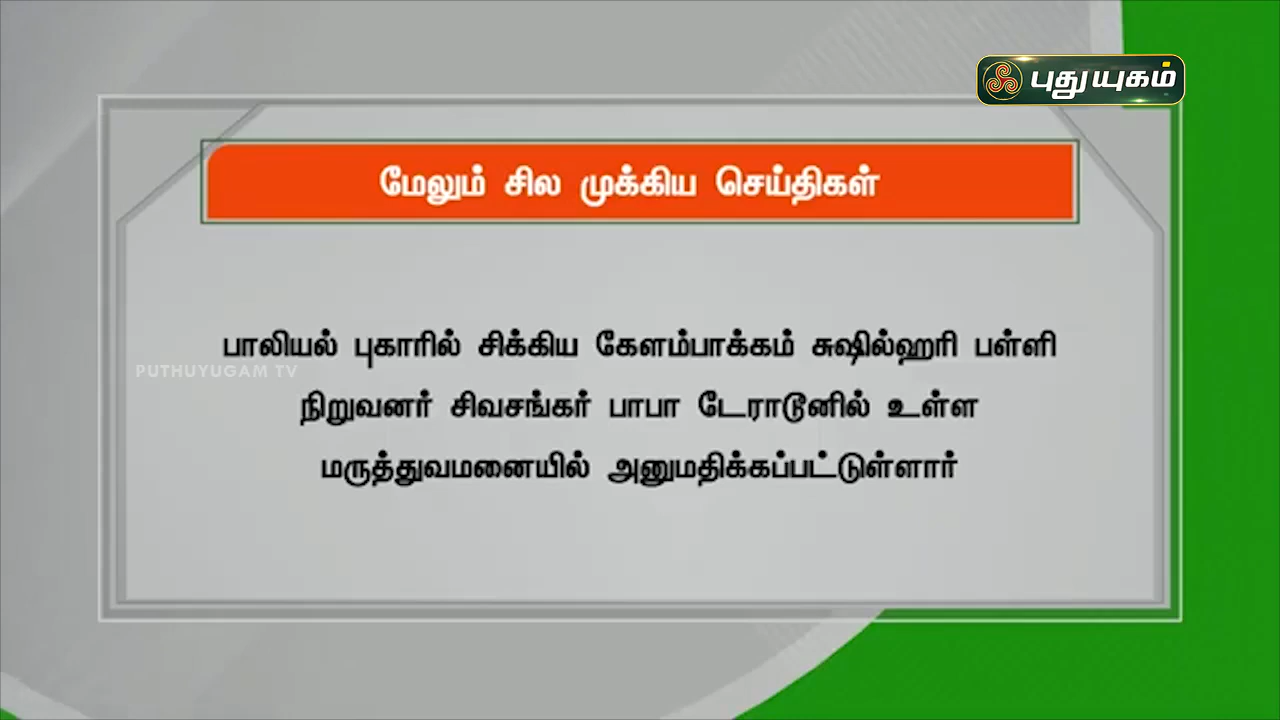 புதுயுகம்
மேலும் சில முக்கிய செய்திகள்
பாலியல் புகாரில் சிக்கிய கேளம்பாக்கம் சுஷில்ஹரி பள்ளி
PUTHUYUGAM TV
நிறுவனர் சிவசங்கர் பாபா டேராடூனில் உள்ள
மருத்துவமனையில் அனுமதிக்கப்பட்டுள்ளார்